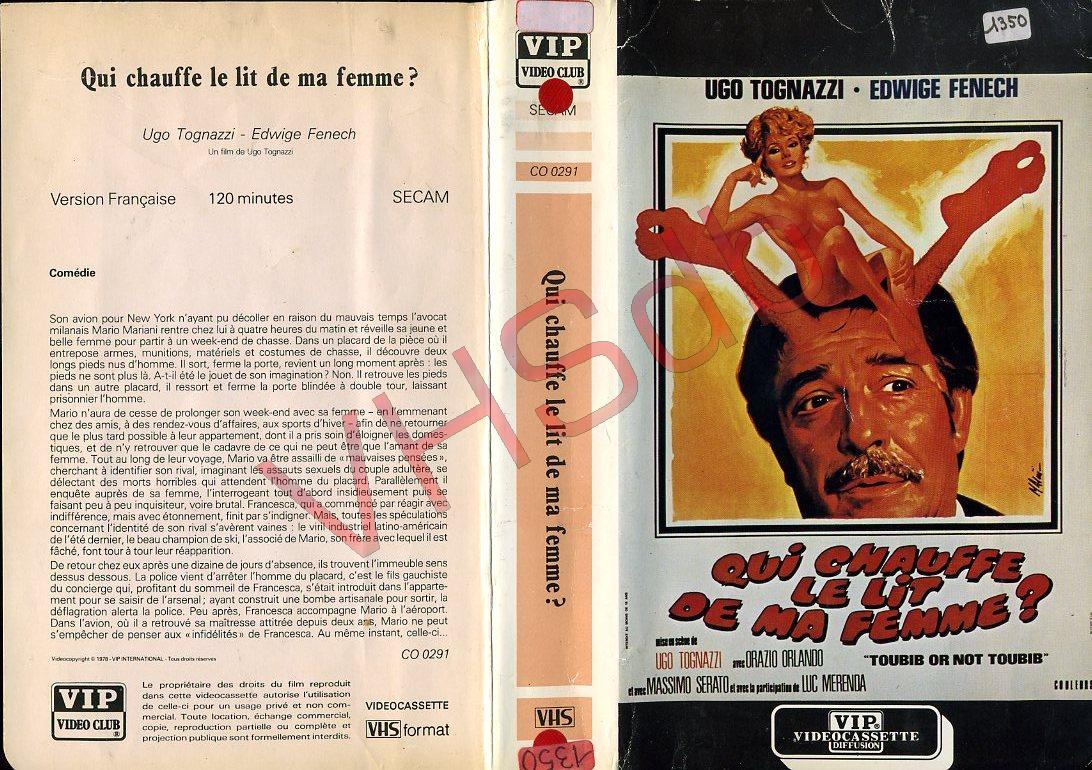 Qui chauffe le lit de ma femme?
Ugo Tognazzi - Edwige Fenech
Un film de Ugo Tognazzi
Version Française 120 minutes SECAM
Comédie
Son avion pour New York n'ayant pu décoller en raison du mauvais temps l'avocat
milanais Mario Mariani rentre chez lui à quatre heures du matin et réveille sa jeune et
belle femme pour partir à un week-end de chasse. Dans un placard de la pièce où il
entrepose armes, munitions, matériels et costumes de chasse, il découvre deux
longs pieds nus d'homme. Il sort, ferme la porte, revient un long moment après : les
pieds ne sont plus là. A-t-il été le jouet de son imagination? Non. Il retrouve les pieds
dans un autre placard, il ressort et ferme la porte blindée à double tour, laissant
prisonnier l'homme.
Mario n'aura de cesse de prolonger son week-end avec sa femme – en l'emmenant
chez des amis, à des rendez-vous d'affaires, aux sports d'hiver afin de ne retourner
que le plus tard possible à leur appartement, dont il a pris soin d'éloigner les domes-
tiques, et de n'y retrouver que le cadavre de ce qui ne peut être que l'amant de sa
femme. Tout au long de leur voyage, Mario va être assailli de «mauvaises pensées»,
cherchant à identifier son rival, imaginant les assauts sexuels du couple adultère, se
délectant des morts horribles qui attendent l'homme du placard. Parallèlement il
enquête auprès de sa femme, l'interrogeant tout d'abord insidieusement puis se
faisant peu à peu inquisiteur, voire brutal. Francesca, qui a commencé par réagir avec
indifférence, mais avec étonnement, finit par s'indigner. Mais, toutes les spéculations
concernant l'identité de son rival s'avèrent vaines : le viril industriel latino-américain
de l'été dernier, le beau champion de ski, l'associé de Mario, son frère avec lequel il est
fâché, font tour à tour leur réapparition.
De retour chez eux après une dizaine de jours d'absence, ils trouvent l'immeuble sens
dessus dessous. La police vient d'arrêter l'homme du placard, c'est le fils gauchiste
du concierge qui, profitant du sommeil de Francesca, s'était introduit dans l'apparte-
ment pour se saisir de l'arsenal; ayant construit une bombe artisanale pour sortir, la
déflagration alerta la police. Peu après, Francesca accompagne Mario à l'aéroport.
Dans l'avion, où il a retrouvé sa maîtresse attitrée depuis deux ans, Mario ne peut
s'empêcher de penser aux «infidélités» de Francesca. Au même instant, celle-ci...
Videocopyright © 1978 - VIP INTERNATIONAL - Tous droits réservés
CO 0291
VIP
VIDEO CLUB
Le propriétaire des droits du film reproduit
dans cette videocassette autorise l'utilisation
de celle-ci pour un usage privé et non com-
mercial. Toute location, échange commercial,
copie, reproduction partielle ou complète et
projection publique sont formellement interdits.
VIDEOCASSETTE
VHS format
VIP
VIDEO CLUB
SECAM
CO 0291
Qui chauffe le lit de ma femme?
VHS
1350
1350
UGO TOGNAZZI • EDWIGE FENECH
QUI CHAUFFE
LE LIT
DE MA FEMME?
mise en scène de
UGO TOGNAZZI avec ORAZIO ORLANDO
"TOUBIB OR NOT TOUBIB"
et avec MASSIMO SERATO et avec la participation de LUC MERENDA
COULEURS
VIP
VIDEOCASSETTE
DIFFUSION
VHSdb